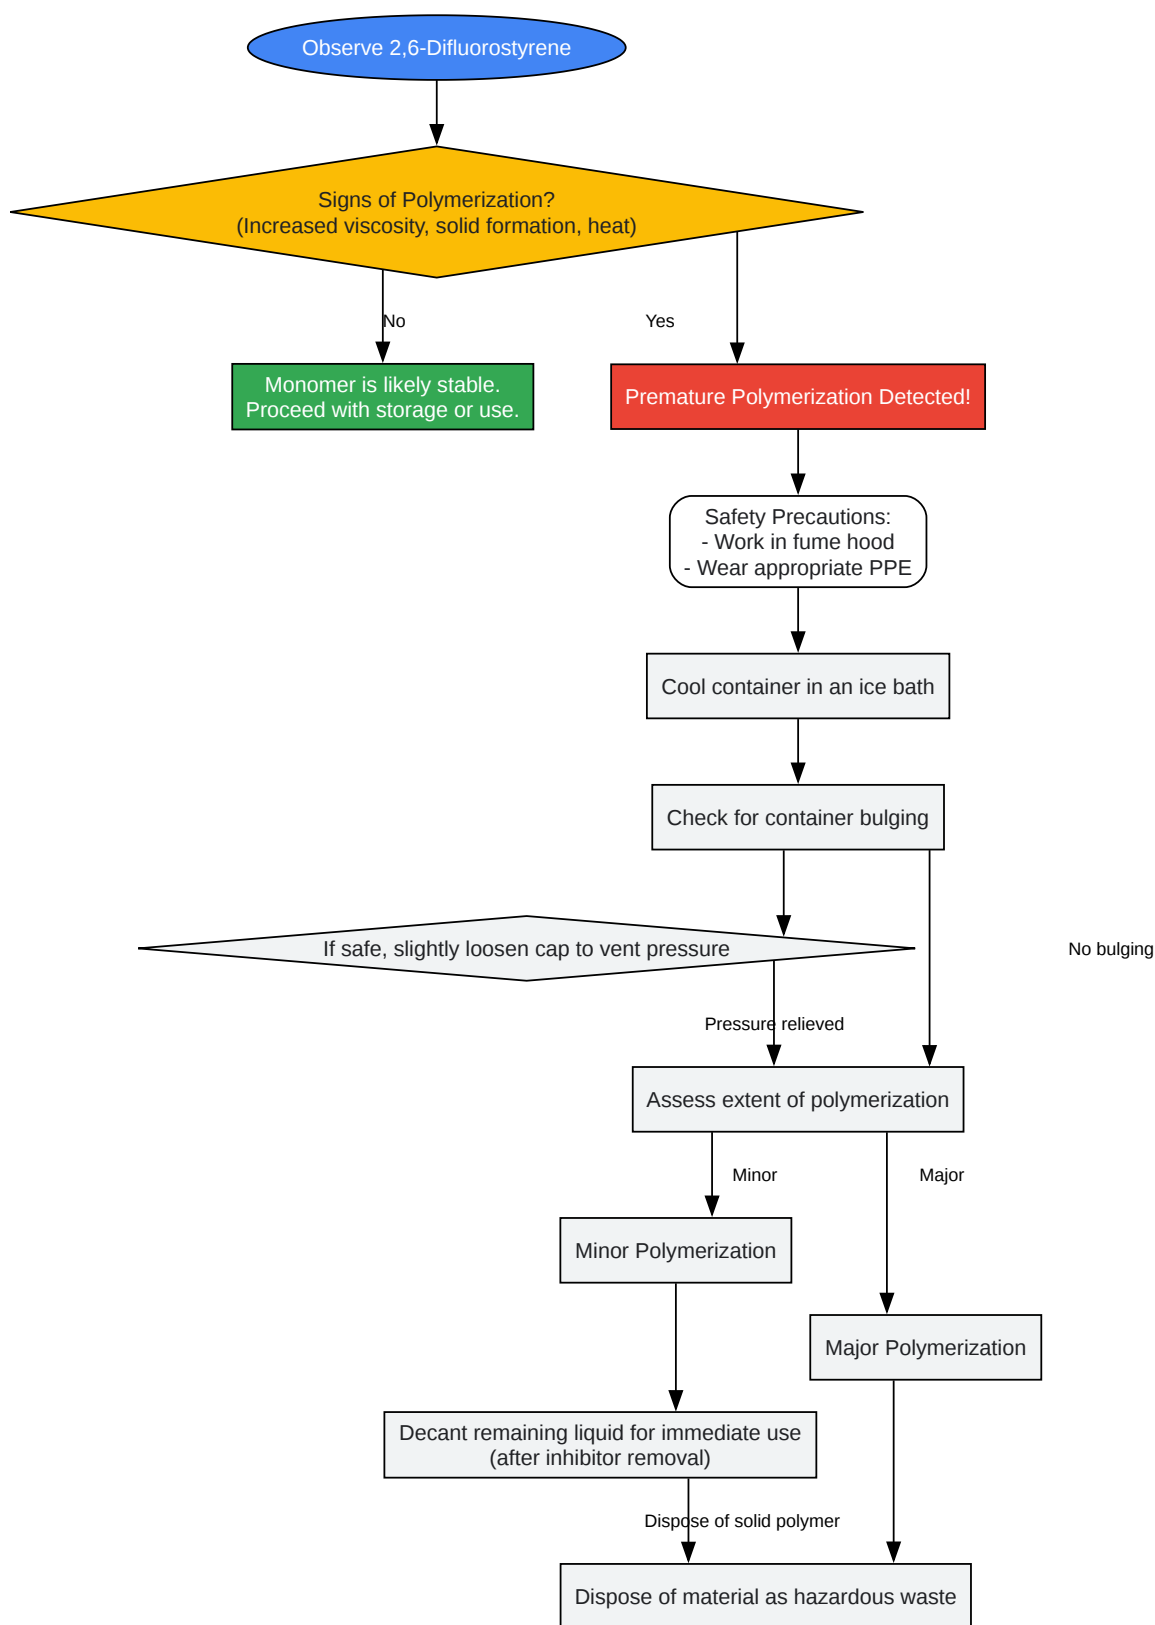 Observe 2,6-Difluorostyrene
Signs of Polymerization?
(Increased viscosity, solid formation, heat)
No
Yes
Monomer is likely stable.
Proceed with storage or use.
Premature Polymerization Detected!
Safety Precautions:
- Work in fume hood
- Wear appropriate PPE
Cool container in an ice bath
Check for container bulging
If safe, slightly loosen cap to vent pressure
No bulging
Pressure relieved
Assess extent of polymerization
Minor
Major
Minor Polymerization
Major Polymerization
Decant remaining liquid for immediate use
(after inhibitor removal)
Dispose of solid polymer
Dispose of material as hazardous waste